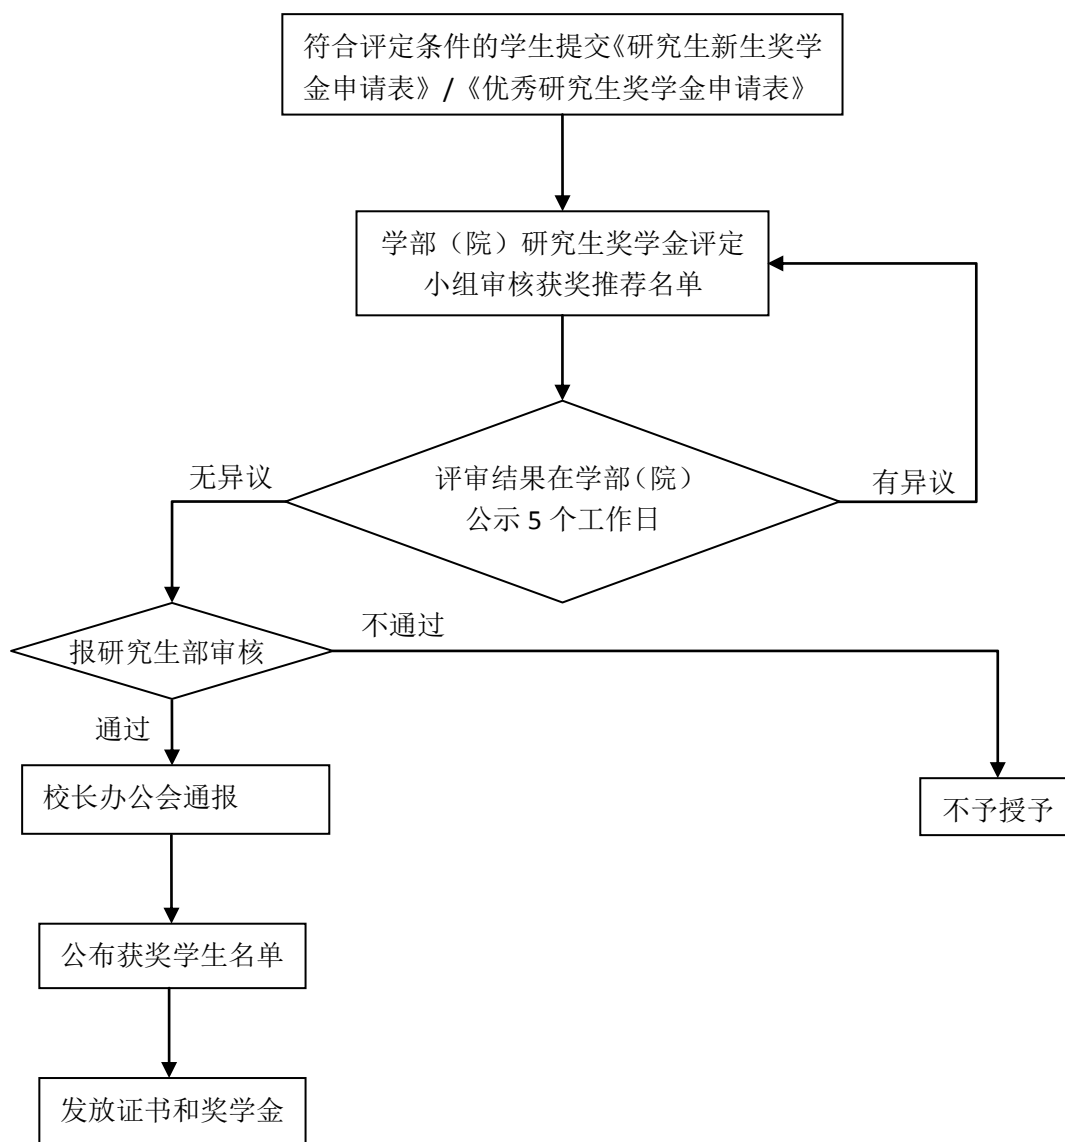 符合评定条件的学生提交《研究生新生奖学
金申请表》/《优秀研究生奖学金申请表》
学部（院）研究生奖学金评定
小组审核获奖推荐名单
无异议
评审结果在学部（院）
公示 5 个工作日
有异议
不通过
报研究生部审核
通过
校长办公会通报
不予授予
公布获奖学生名单
发放证书和奖学金